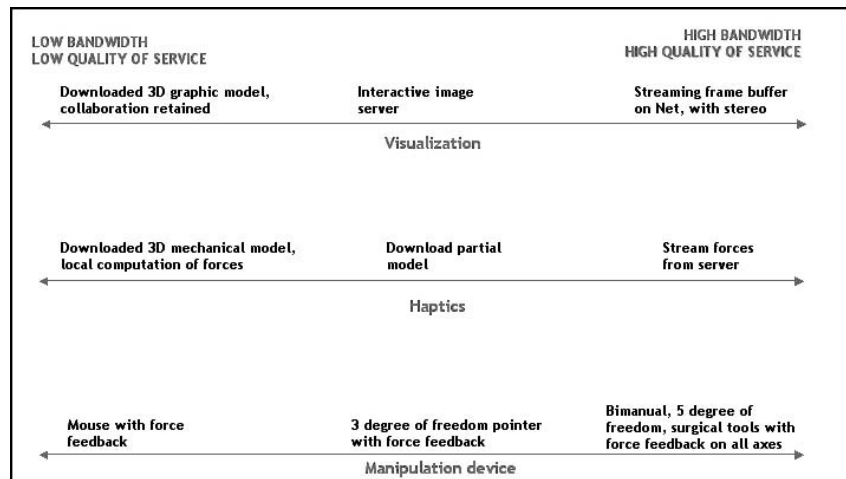 LOW BANDWIDTH
LOW QUALITY OF SERVICE
HIGH BANDWIDTH
HIGH QUALITY OF SERVICE
Downloaded 3D graphic model,
collaboration retained
Interactive image
server
Streaming frame buffer
on Net, with stereo
Visualization
Downloaded 3D mechanical model,
local computation of forces
Download partial
model
Stream forces
from server
Haptics
Mouse with force
feedback
3 degree of freedom pointer
with force feedback
Bimanual, 5 degree of
freedom, surgical tools with
force feedback on all axes
Manipulation device